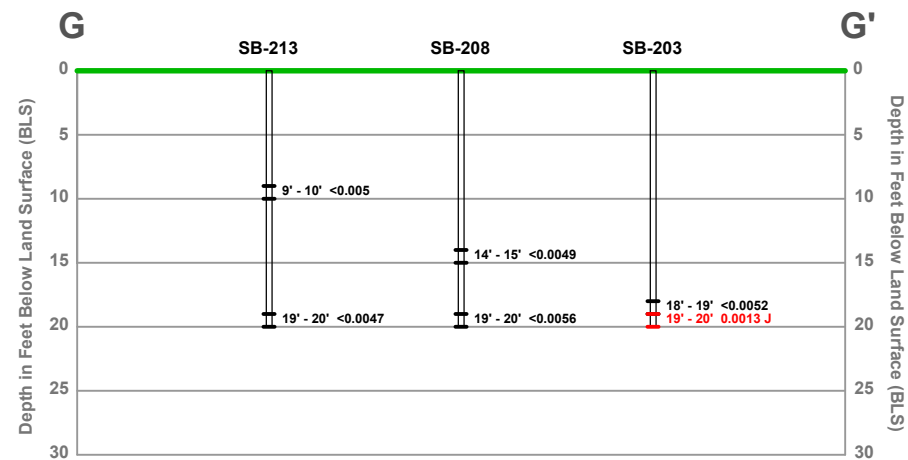 G
G'
SB-213
SB-208
SB-203
0
0
5
5
9' - 10' <0.005
10
10
14' - 15' <0.0049
15
15
18' - 19' <0.0052
19' - 20' <0.0047
19' - 20' <0.0056
19' - 20' 0.0013 J
20
20
25
25
30
30
Depth in Feet Below Land Surface (BLS)
Depth in Feet Below Land Surface (BLS)